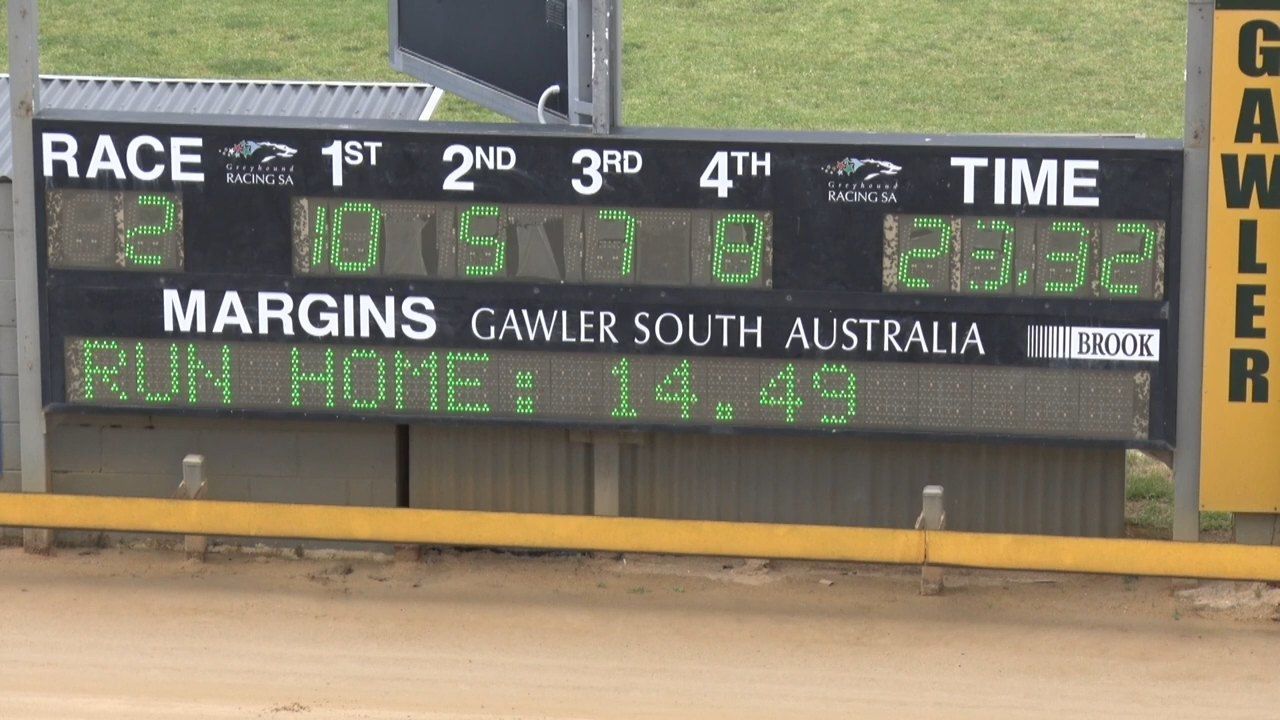 RACE Greyhound RACING SA 1ST 2ND 3RD 4TH Greyhound RACING SA TIME
2 10 5 7 8 23.32
MARGINS GAWLER SOUTH AUSTRALIA BROOK
RUN HOME: 14.49
GAWLER